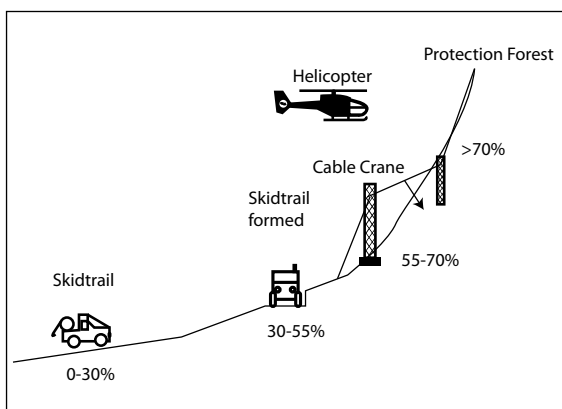 Protection Forest
Helicopter
>70%
Cable Crane
Skidtrail
formed
55-70%
Skidtrail
30-55%
0-30%